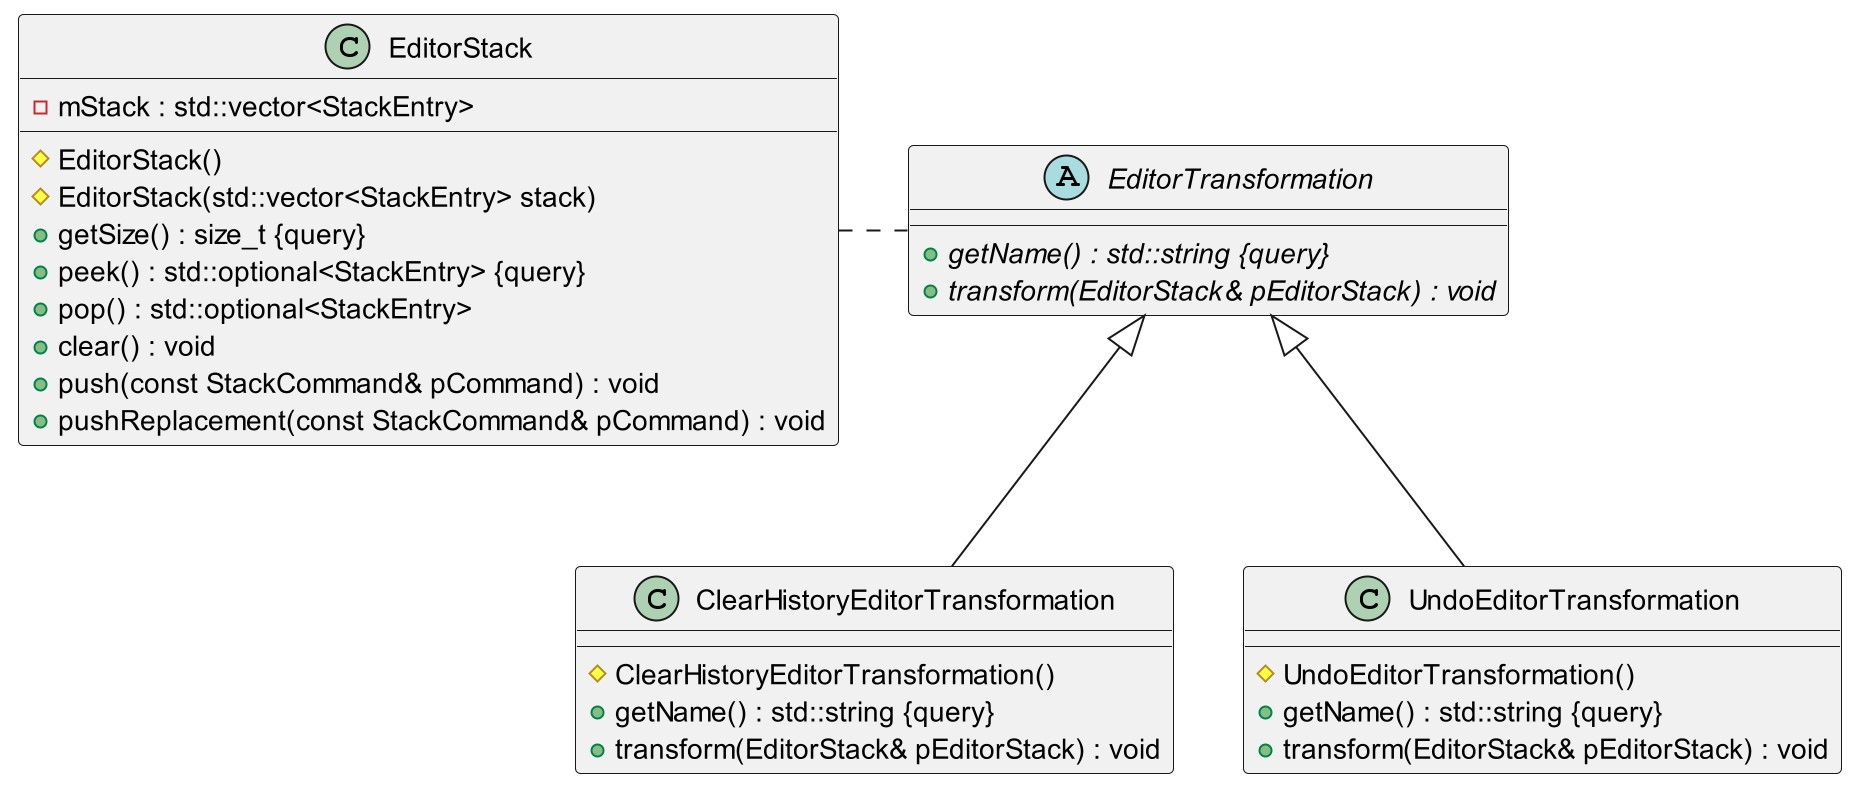 C EditorStack
mStack : std::vector<StackEntry>
EditorStack()
EditorStack(std::vector<StackEntry> stack)
getSize() : size_t {query}
peek() : std::optional<StackEntry> {query}
pop() : std::optional<StackEntry>
clear() : void
push(const StackCommand& pCommand) : void
pushReplacement(const StackCommand& pCommand) : void
A EditorTransformation
getName() : std::string {query}
transform(EditorStack& pEditorStack) : void
C ClearHistoryEditorTransformation
ClearHistoryEditorTransformation()
getName() : std::string {query}
transform(EditorStack& pEditorStack) : void
C UndoEditorTransformation
UndoEditorTransformation()
getName() : std::string {query}
transform(EditorStack& pEditorStack) : void